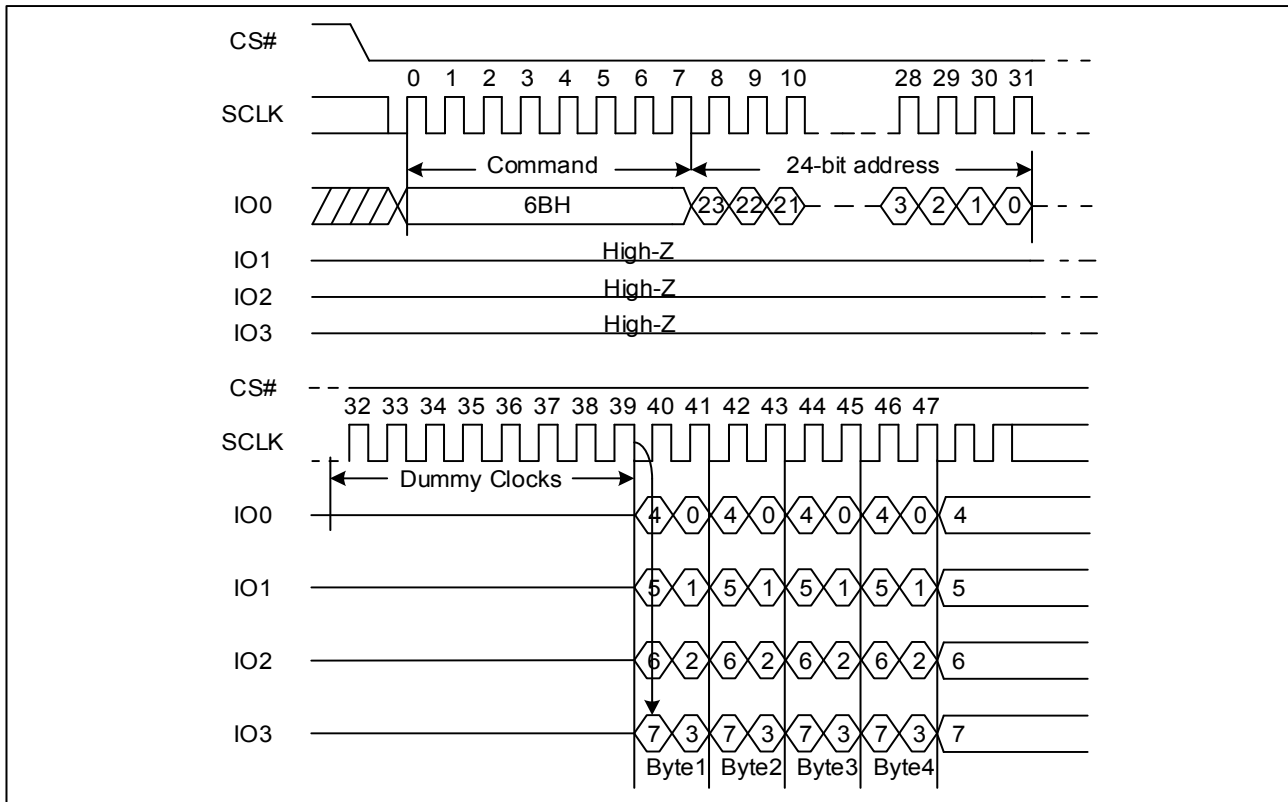 CS#
0 1 2 3 4 5 6 7 8 9 10 28 29 30 31
SCLK
Command 24-bit address
IO0 6BH 23 22 21 3 2 1 0
IO1 High-Z
IO2 High-Z
IO3 High-Z
CS#
32 33 34 35 36 37 38 39 40 41 42 43 44 45 46 47
SCLK
Dummy Clocks
IO0 4 0 4 0 4 0 4 0 4
IO1 5 1 5 1 5 1 5 1 5
IO2 6 2 6 2 6 2 6 2 6
IO3 7 3 7 3 7 3 7 3 7
Byte1 Byte2 Byte3 Byte4